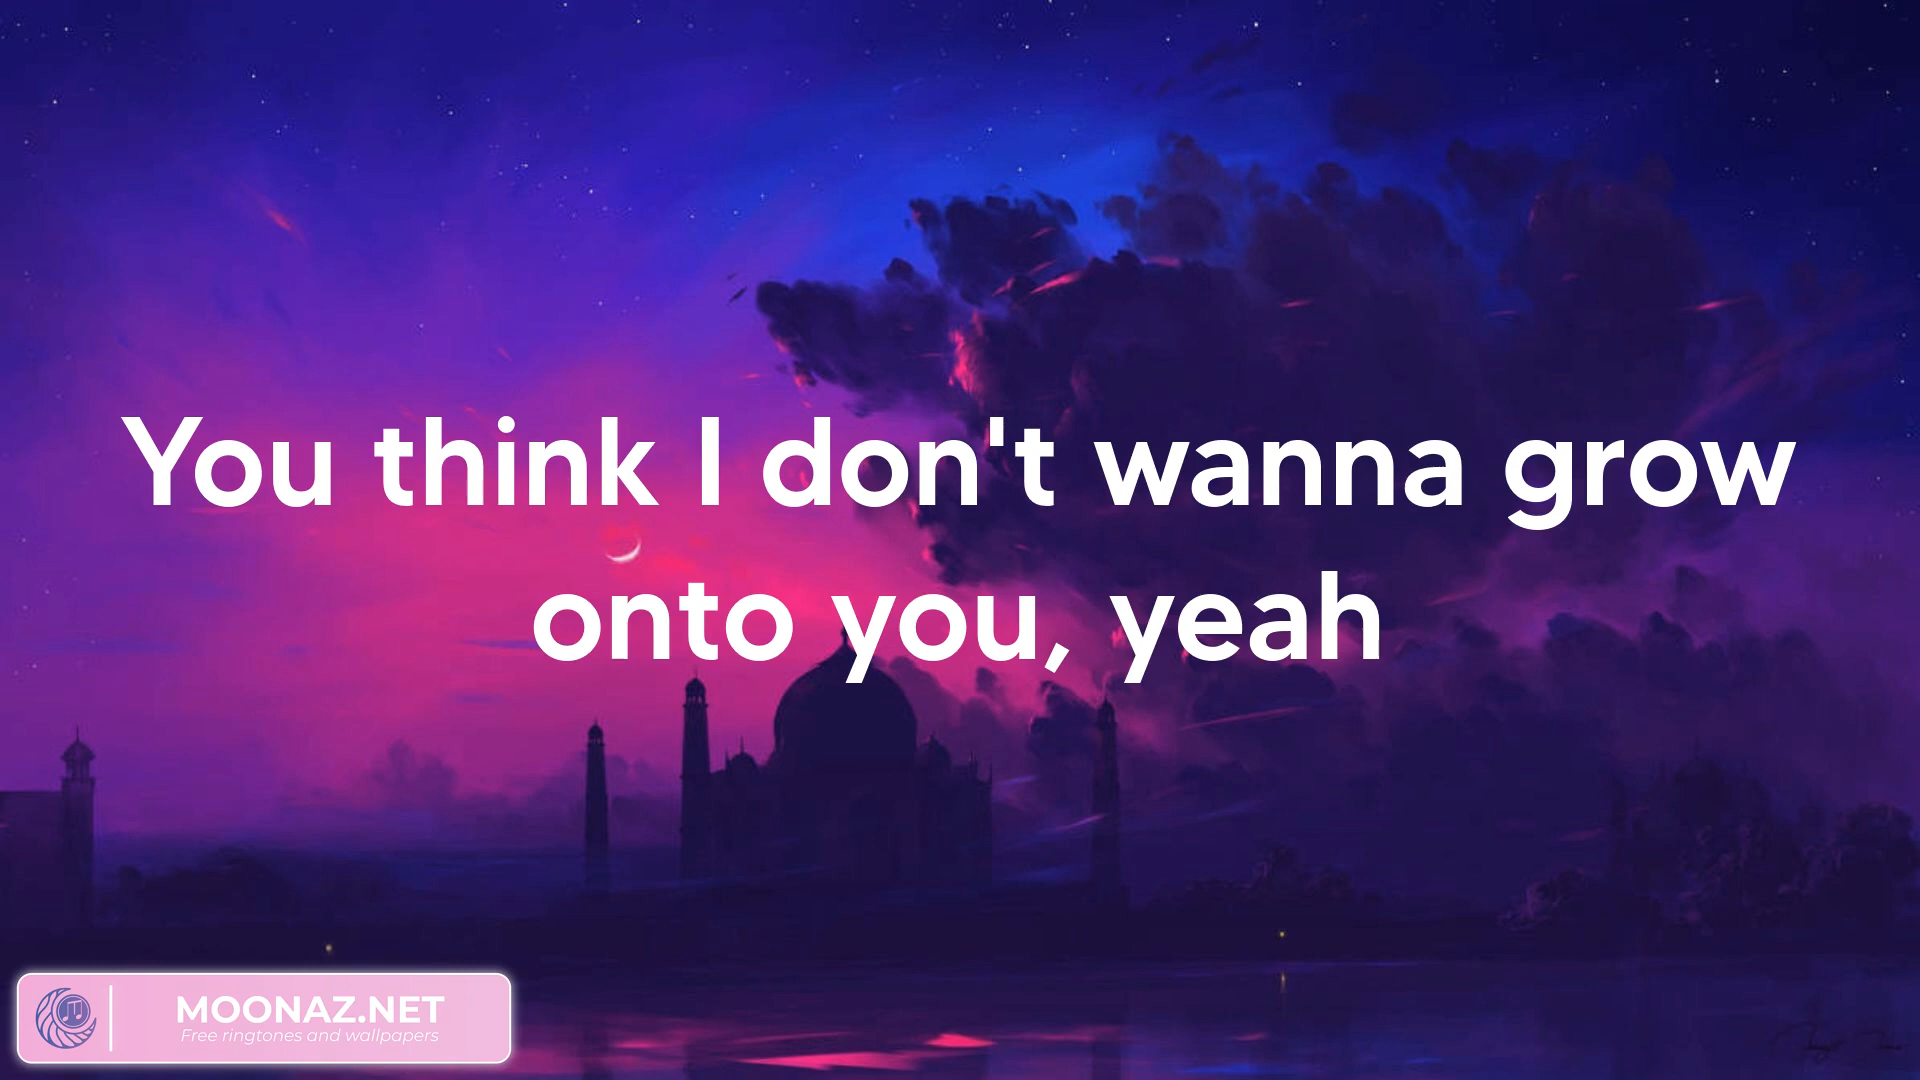 You think I don't wanna grow
onto you, yeah
MOONAZ.NET
Free ringtones and wallpapers